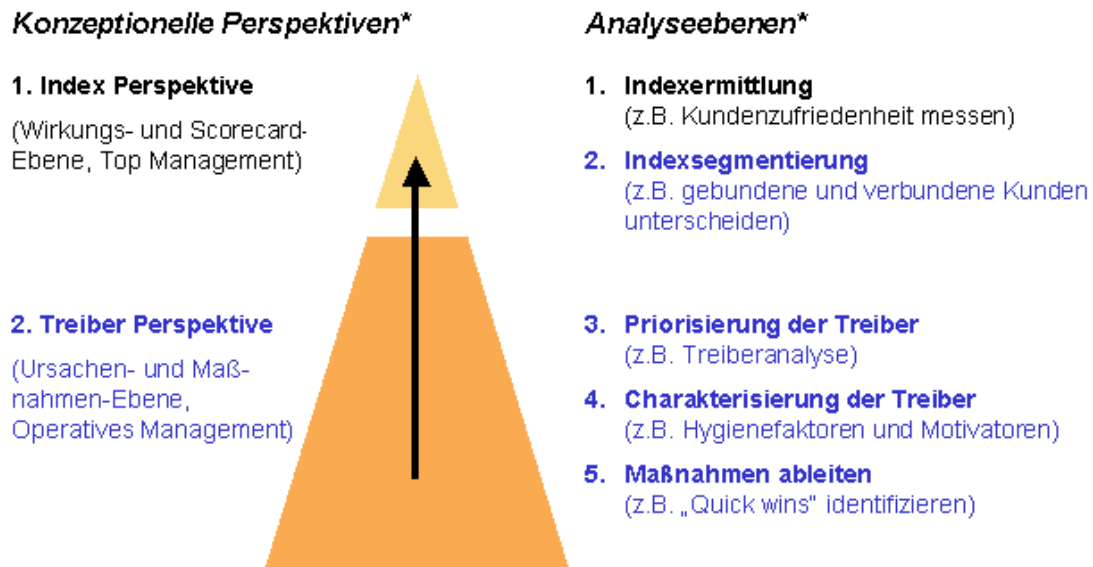 Konzeptionelle Perspektiven*
1. Index Perspektive
(Wirkungs- und Scorecard-
Ebene, Top Management)
2. Treiber Perspektive
(Ursachen- und Maß-
nahmen-Ebene,
Operatives Management)
Analyseebenen*
1. Indexermittlung
(z.B. Kundenzufriedenheit messen)
2. Indexsegmentierung
(z.B. gebundene und verbundene Kunden
unterscheiden)
3. Priorisierung der Treiber
(z.B. Treiberanalyse)
4. Charakterisierung der Treiber
(z.B. Hygienefaktoren und Motivatoren)
5. Maßnahmen ableiten
(z.B. „Quick wins" identifizieren)